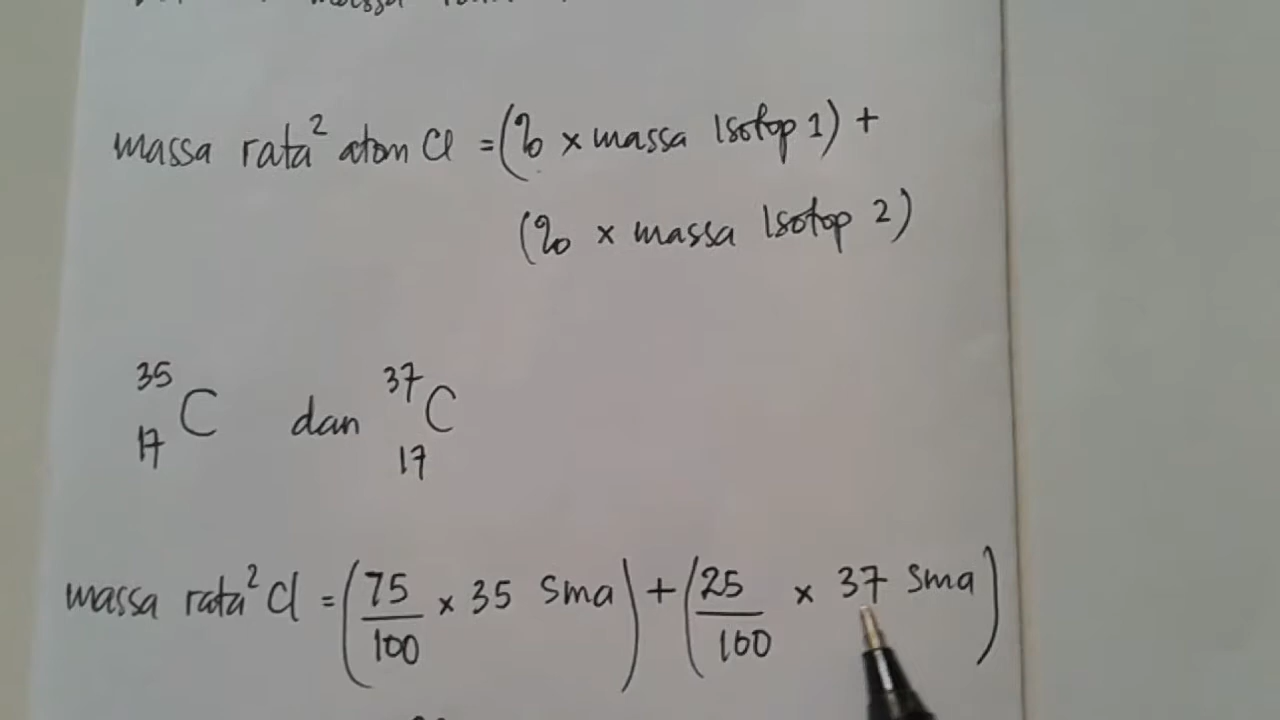 massa rata² atom Cl = (% x massa Isotop 1) +
(% x massa Isotop 2)
35 17 C dan 37 17 C
massa rata² Cl = (75/100 x 35 Sma) + (25/100 x 37 Sma)